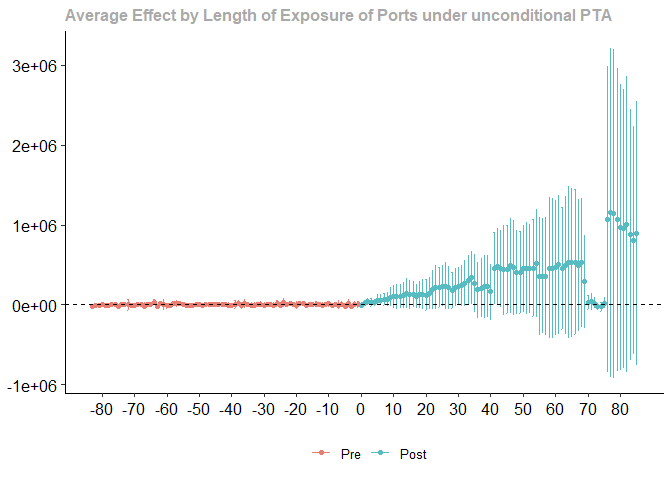 Average Effect by Length of Exposure of Ports under unconditional PTA
3e+06
2e+06
1e+06
0e+00
-1e+06
-80 -70 -60 -50 -40 -30 -20 -10 0 10 20 30 40 50 60 70 80
Pre Post